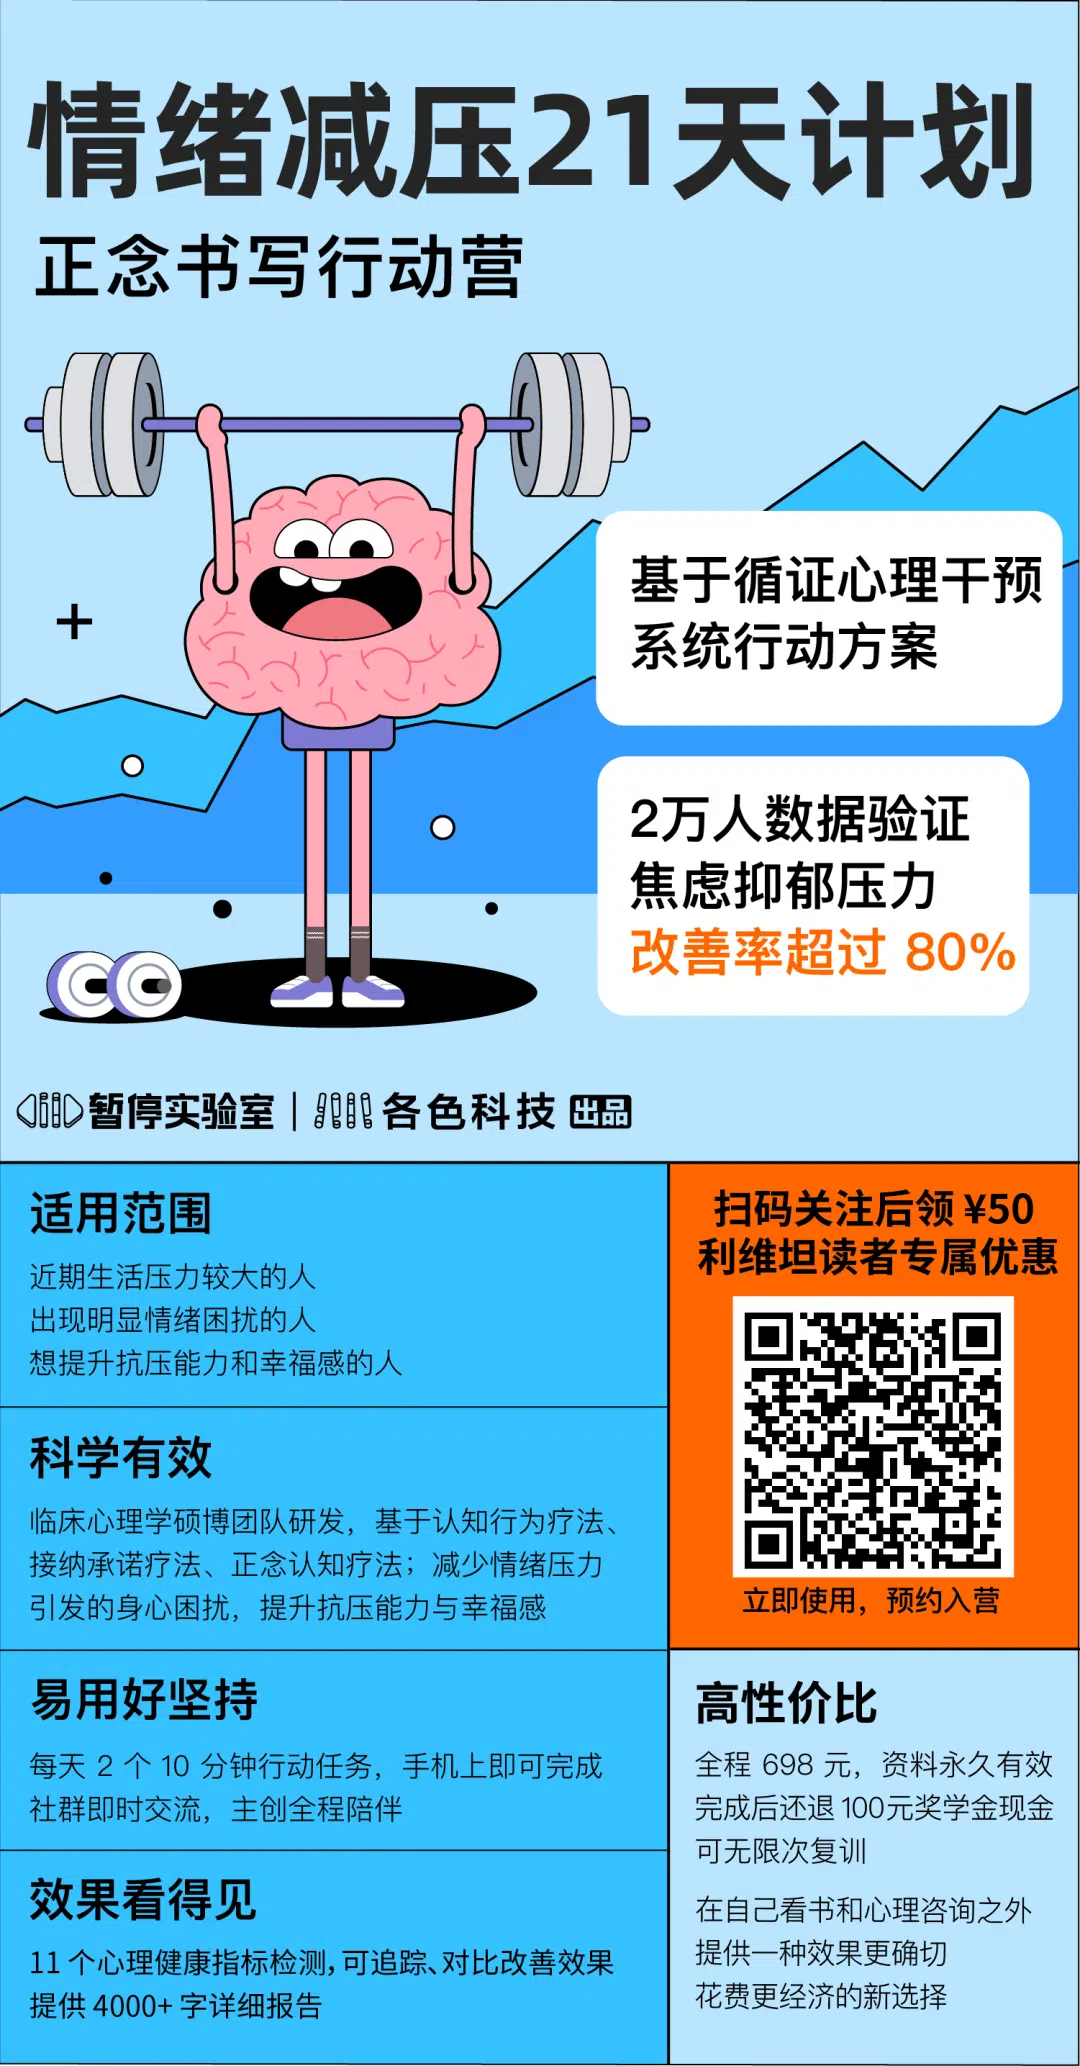 情绪减压21天计划
正念书写行动营
基于循证心理干预
系统行动方案
2万人数据验证
焦虑抑郁压力
改善率超过 80%
暂停实验室 | 各色科技 出品
适用范围
近期生活压力较大的人
出现明显情绪困扰的人
想提升抗压能力和幸福感的人
扫码关注后领 ¥50
利维坦读者专属优惠
立即使用，预约入营
科学有效
临床心理学硕博团队研发，基于认知行为疗法、
接纳承诺疗法、正念认知疗法；减少情绪压力
引发的身心困扰，提升抗压能力与幸福感
易用好坚持
每天 2 个 10 分钟行动任务，手机上即可完成
社群即时交流，主创全程陪伴
效果看得见
11 个心理健康指标检测，可追踪、对比改善效果
提供 4000+ 字详细报告
高性价比
全程 698 元，资料永久有效
完成后还退 100元奖学金现金
可无限次复训
在自己看书和心理咨询之外
提供一种效果更确切
花费更经济的新选择